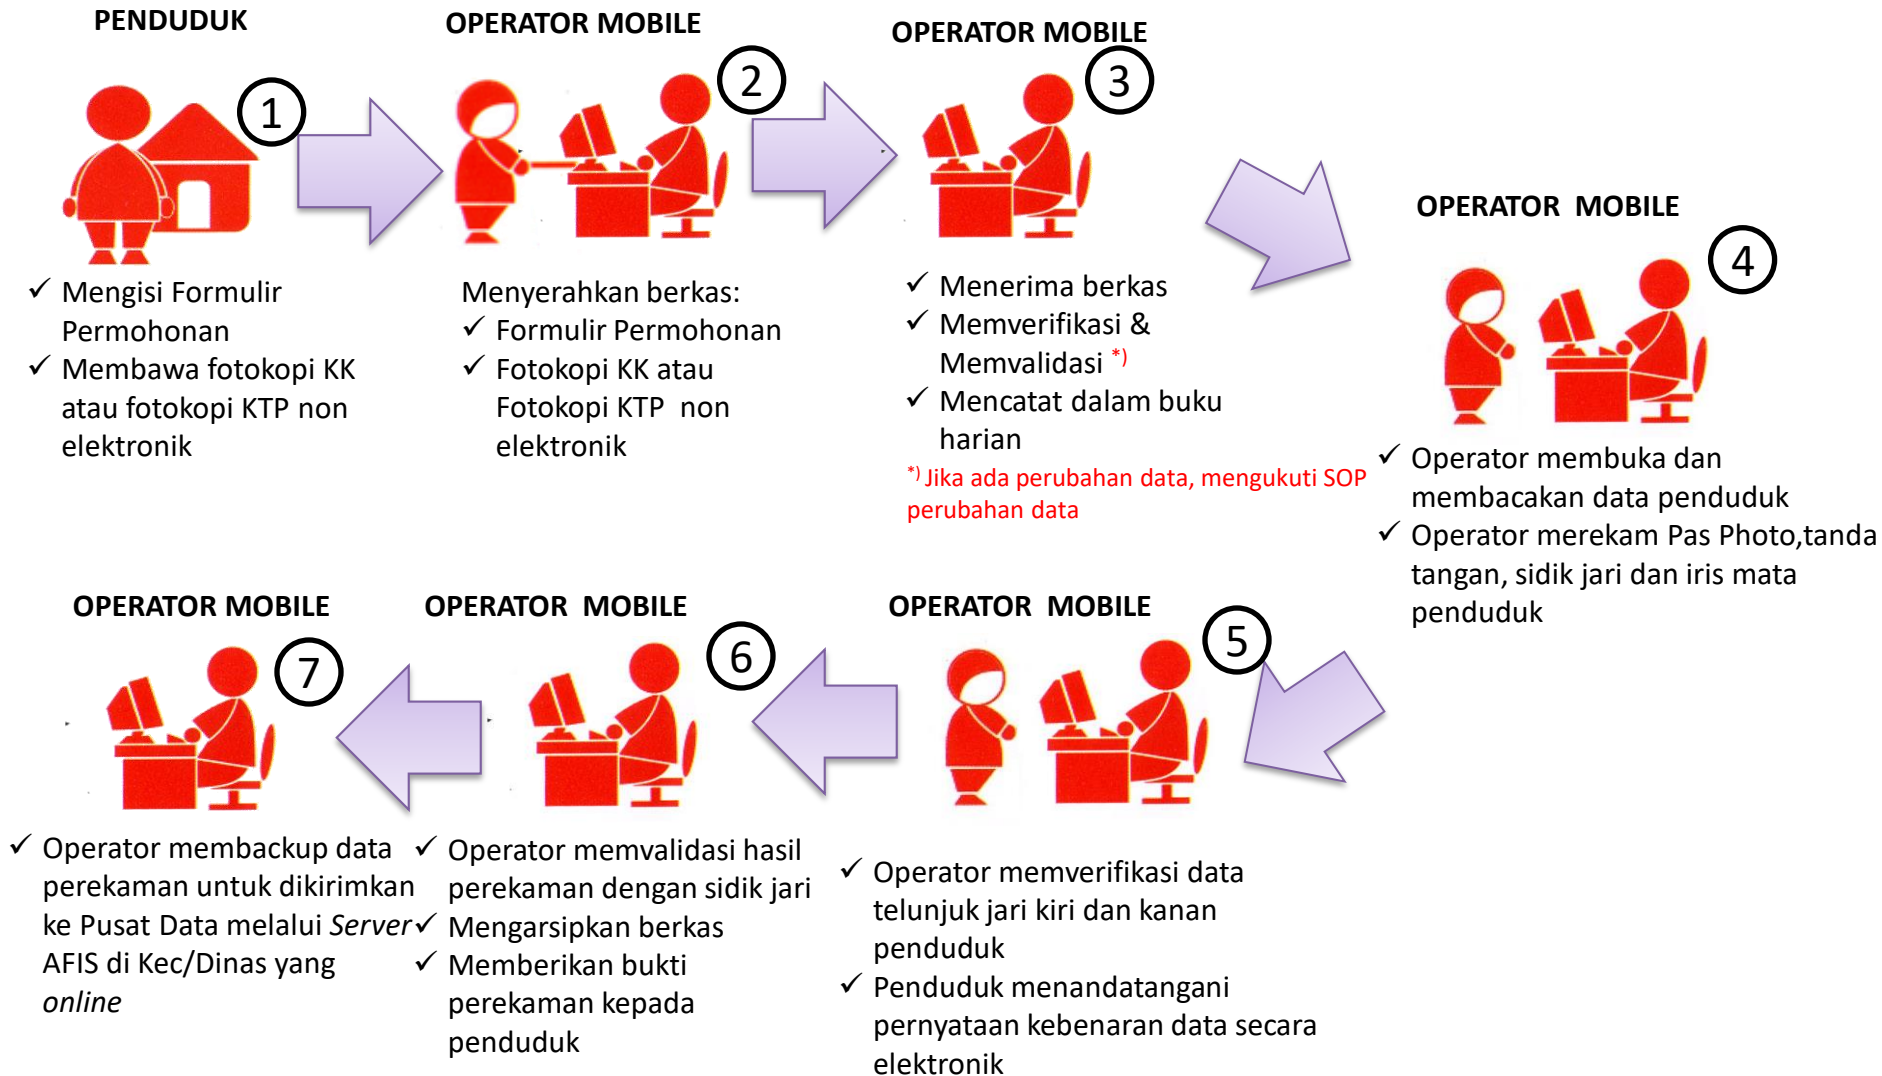 PENDUDUK
1
✓ Mengisi Formulir
Permohonan
✓ Membawa fotokopi KK
atau fotokopi KTP non
elektronik
OPERATOR MOBILE
2
Menyerahkan berkas:
✓ Formulir Permohonan
✓ Fotokopi KK atau
Fotokopi KTP non
elektronik
OPERATOR MOBILE
3
✓ Menerima berkas
✓ Memverifikasi &
Memvalidasi *)
✓ Mencatat dalam buku
harian
*) Jika ada perubahan data, mengukuti SOP
perubahan data
OPERATOR MOBILE
4
✓ Operator membuka dan
membacakan data penduduk
✓ Operator merekam Pas Photo,tanda
tangan, sidik jari dan iris mata
penduduk
OPERATOR MOBILE
5
✓ Operator memverifikasi data
telunjuk jari kiri dan kanan
penduduk
✓ Penduduk menandatangani
pernyataan kebenaran data secara
elektronik
OPERATOR MOBILE
6
✓ Operator memvalidasi hasil
perekaman dengan sidik jari
✓ Mengarsipkan berkas
✓ Memberikan bukti
perekaman kepada
penduduk
OPERATOR MOBILE
7
✓ Operator membackup data
perekaman untuk dikirimkan
ke Pusat Data melalui Server
AFIS di Kec/Dinas yang
online